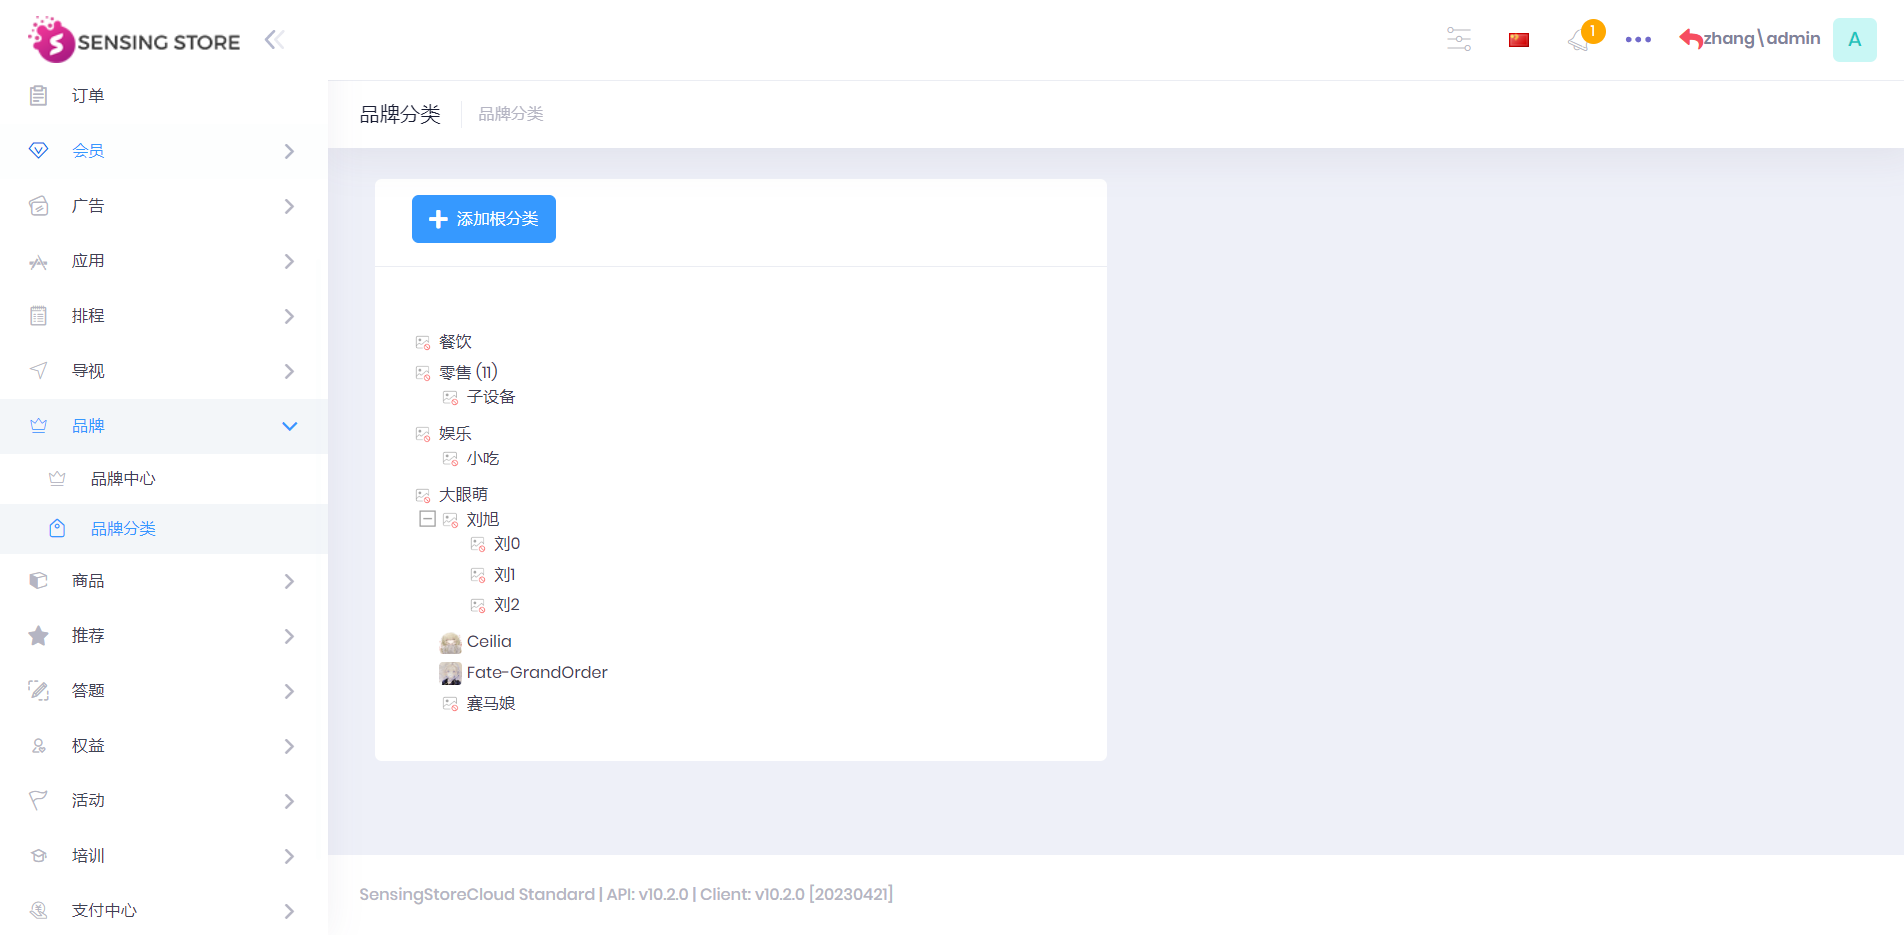 SENSING STORE
1
zhang\admin
A
订单
会员
广告
应用
排程
导视
品牌
品牌中心
品牌分类
商品
推荐
答题
权益
活动
培训
支付中心
品牌分类
品牌分类
添加根分类
餐饮
零售 (11)
子设备
娱乐
小吃
大眼萌
刘旭
刘0
刘1
刘2
Ceilia
Fate-GrandOrder
赛马娘
SensingStoreCloud Standard | API: v10.2.0 | Client: v10.2.0 [20230421]